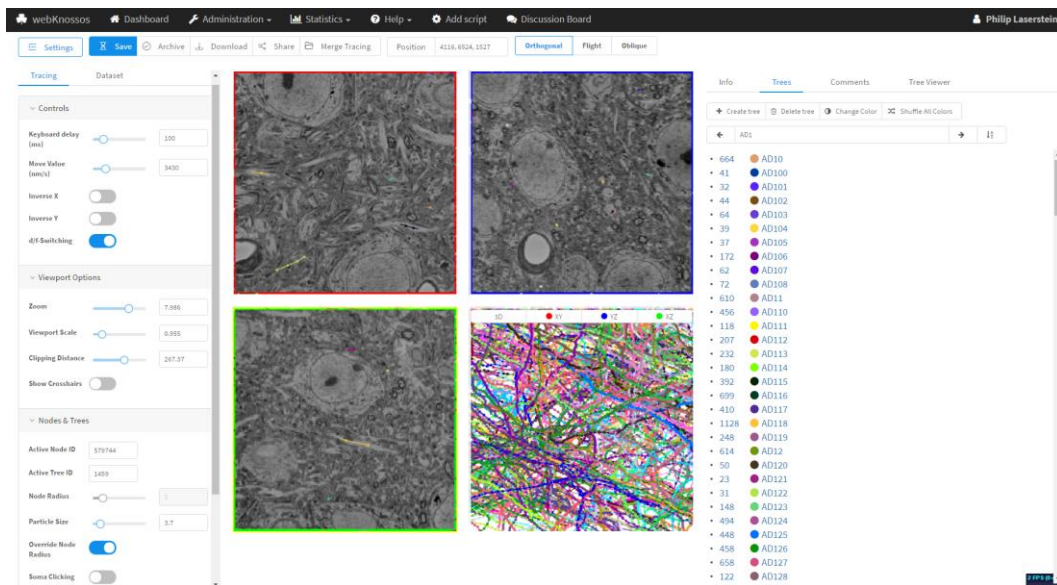 webKnossos Dashboard Administration Statistics Help Add script Discussion Board Philip Laserstein
Settings Save Archive Download Share Merge Tracing Position 4116, 6524, 1527 Orthogonal Flight Oblique
Tracing Dataset
Controls
Keyboard delay (ms) 100
Move Value (nm/s) 3400
Inverse X
Inverse Y
d/f-Switching
Viewport Options
Zoom 7.986
Viewport Scale 0.955
Clipping Distance 267.37
Show Crosshairs
Nodes & Trees
Active Node ID 579744
Active Tree ID 1459
Node Radius
Particle Size 3.7
Override Node Radius
Soma Clicking
3D XY YZ XZ
Info Trees Comments Tree Viewer
Create tree Delete tree Change Color Shuffle All Colors
AD1
664 AD10
41 AD100
32 AD101
44 AD102
64 AD103
39 AD104
37 AD105
172 AD106
62 AD107
72 AD108
610 AD11
456 AD110
118 AD111
207 AD112
232 AD113
180 AD114
392 AD115
699 AD116
410 AD117
1128 AD118
248 AD119
614 AD12
50 AD120
23 AD121
31 AD122
148 AD123
494 AD124
448 AD125
458 AD126
658 AD127
122 AD128